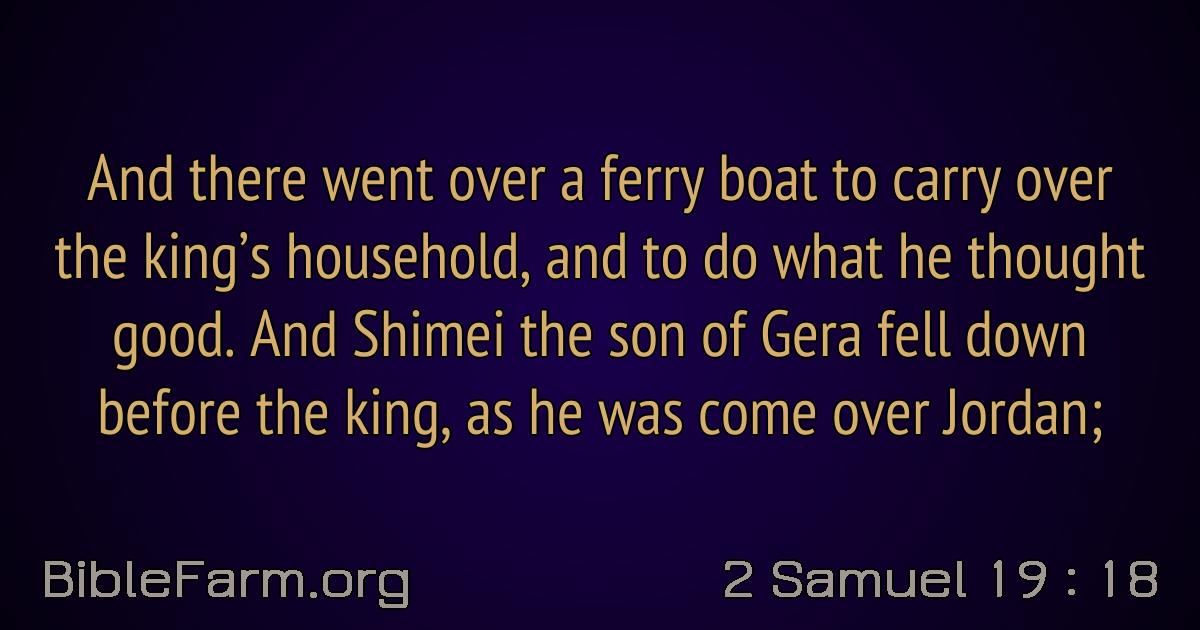 And there went over a ferry boat to carry over
the king’s household, and to do what he thought
good. And Shimei the son of Gera fell down
before the king, as he was come over Jordan;
BibleFarm.org
2 Samuel 19 : 18